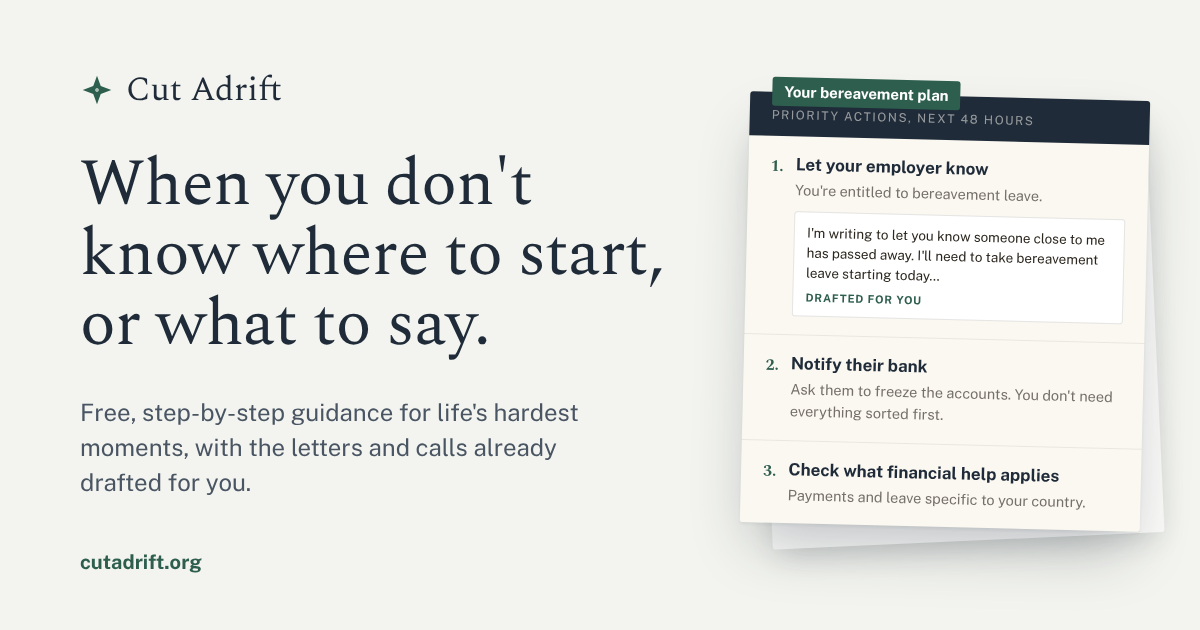 Cut Adrift
When you don't
know where to start,
or what to say.
Free, step-by-step guidance for life's hardest
moments, with the letters and calls already
drafted for you.
cutadrift.org
Your bereavement plan
PRIORITY ACTIONS, NEXT 48 HOURS
1. Let your employer know
You're entitled to bereavement leave.
I'm writing to let you know someone close to me
has passed away. I'll need to take bereavement
leave starting today...
DRAFTED FOR YOU
2. Notify their bank
Ask them to freeze the accounts. You don't need
everything sorted first.
3. Check what financial help applies
Payments and leave specific to your country.